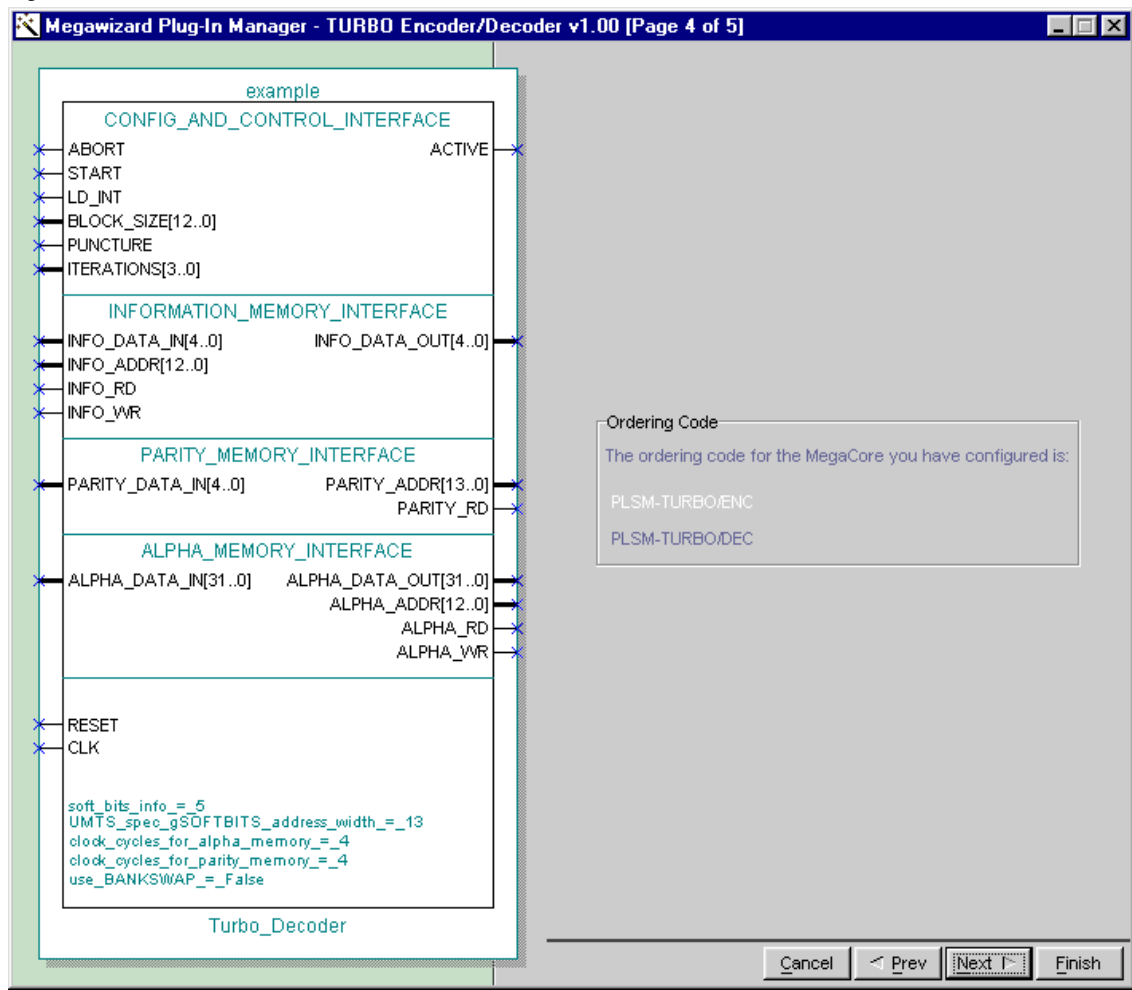 Megawizard Plug-In Manager - TURBO Encoder/Decoder v1.00 [Page 4 of 5]
example
CONFIG_AND_CONTROL_INTERFACE
ABORT ACTIVE
START
LD_INT
BLOCK_SIZE[12..0]
PUNCTURE
ITERATIONS[3..0]
INFORMATION_MEMORY_INTERFACE
INFO_DATA_IN[4..0] INFO_DATA_OUT[4..0]
INFO_ADDR[12..0]
INFO_RD
INFO_WR
PARITY_MEMORY_INTERFACE
PARITY_DATA_IN[4..0] PARITY_ADDR[13..0]
PARITY_RD
ALPHA_MEMORY_INTERFACE
ALPHA_DATA_IN[31..0] ALPHA_DATA_OUT[31..0]
ALPHA_ADDR[12..0]
ALPHA_RD
ALPHA_WR
RESET
CLK
soft_bits_info_=_5
UMTS_spec_gSOFTBITS_address_width_=_13
clock_cycles_for_alpha_memory_=_4
clock_cycles_for_parity_memory_=_4
use_BANKSWAP_=_False
Turbo_Decoder
Ordering Code
The ordering code for the MegaCore you have configured is:
PLSM-TURBO/ENC
PLSM-TURBO/DEC
Cancel Prev Next Finish